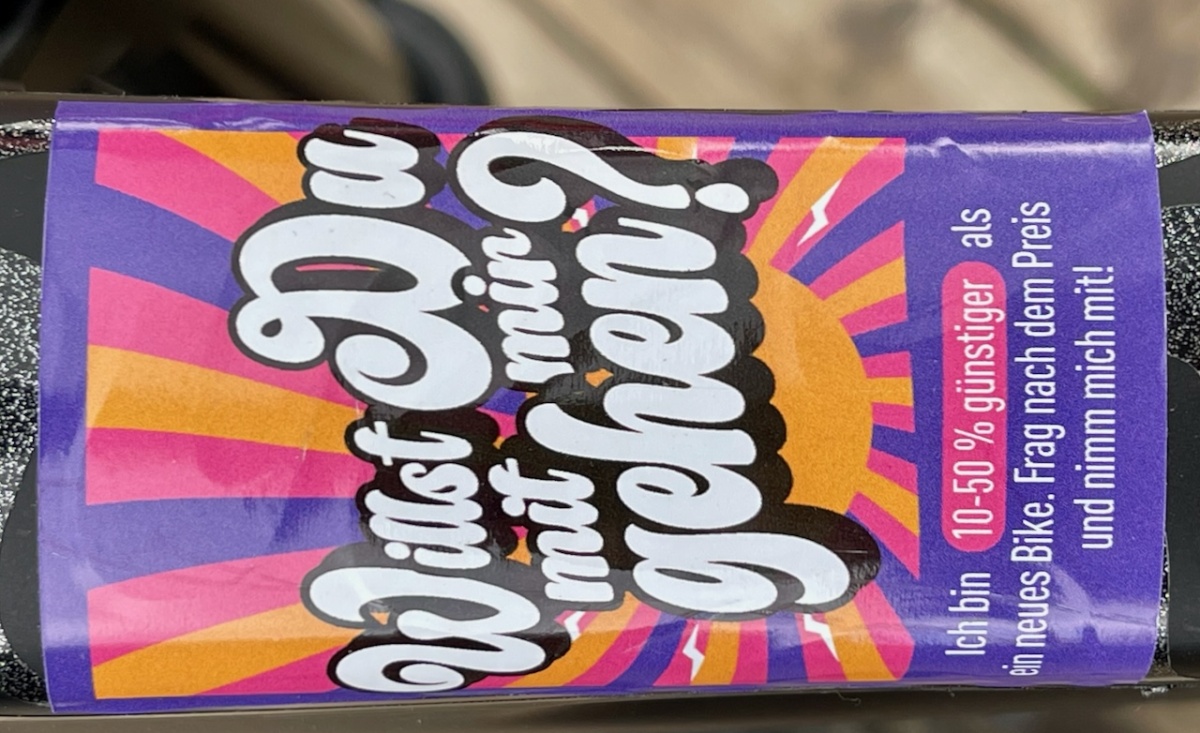 Willst Du
mit mir
gehen?
Ich bin 10-50 % günstiger als
ein neues Bike. Frag nach dem Preis
und nimm mich mit!